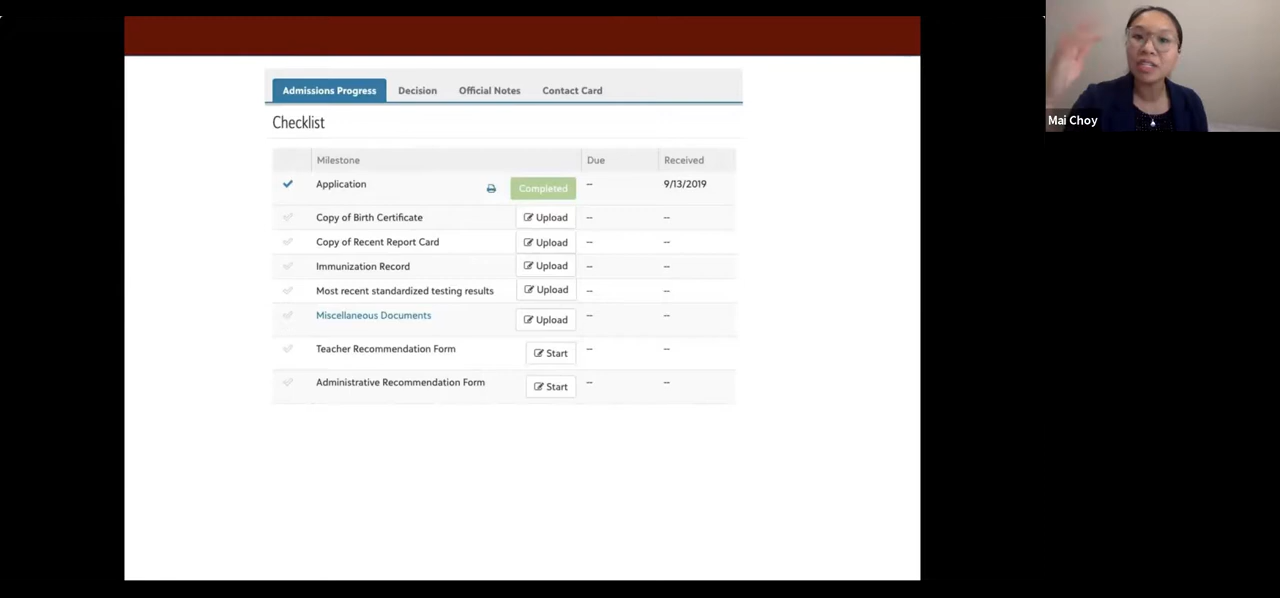 Admissions Progress Decision Official Notes Contact Card
Checklist
Milestone Due Received
Application Completed -- 9/13/2019
Copy of Birth Certificate Upload -- --
Copy of Recent Report Card Upload -- --
Immunization Record Upload -- --
Most recent standardized testing results Upload -- --
Miscellaneous Documents Upload -- --
Teacher Recommendation Form Start -- --
Administrative Recommendation Form Start -- --
Mai Choy